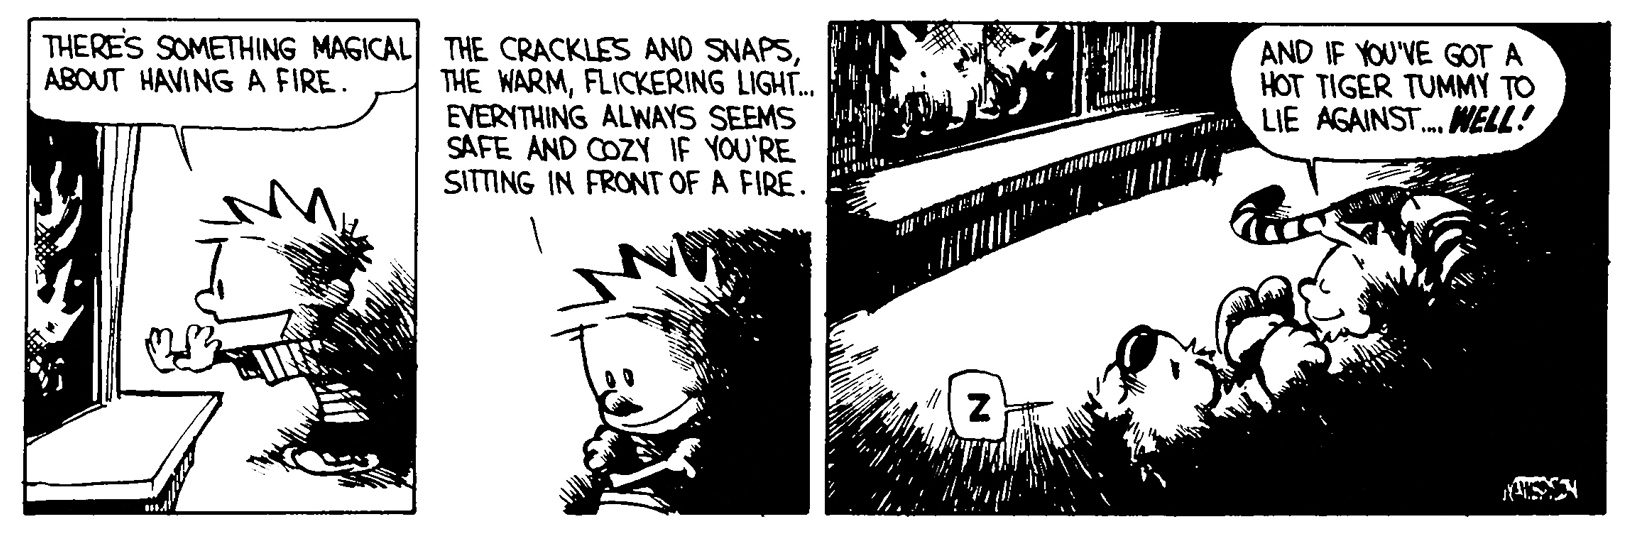 THERE'S SOMETHING MAGICAL
ABOUT HAVING A FIRE.
THE CRACKLES AND SNAPS,
THE WARM, FLICKERING LIGHT...
EVERYTHING ALWAYS SEEMS
SAFE AND COZY IF YOU'RE
SITTING IN FRONT OF A FIRE.
AND IF YOU'VE GOT A
HOT TIGER TUMMY TO
LIE AGAINST.... WELL!
Z